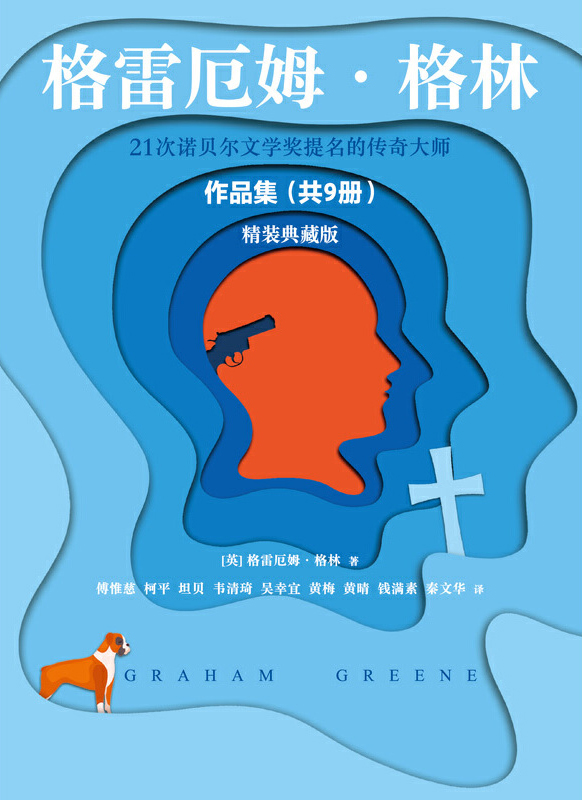 格雷厄姆·格林
21次诺贝尔文学奖提名的传奇大师
作品集（共9册）
精装典藏版
[英]格雷厄姆·格林 著
傅惟慈 柯平 坦贝 韦清琦 吴幸宜 黄梅 黄晴 钱满素 秦文华 译
GRAHAM GREENE